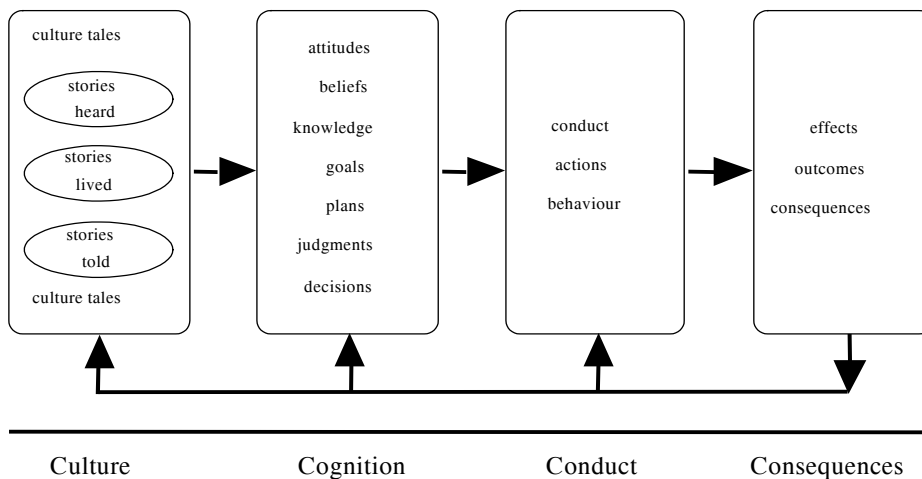 culture tales
stories
heard
stories
lived
stories
told
culture tales
attitudes
beliefs
knowledge
goals
plans
judgments
decisions
conduct
actions
behaviour
effects
outcomes
consequences
Culture
Cognition
Conduct
Consequences